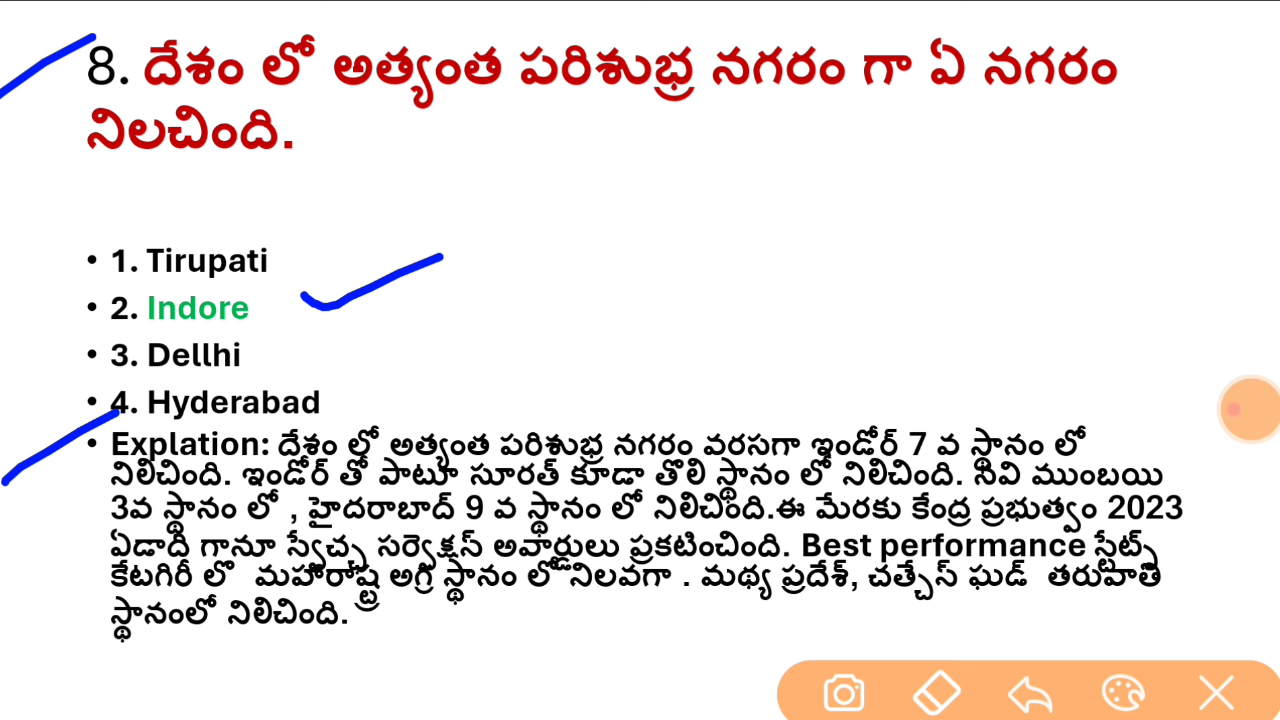 8. దేశం లో అత్యంత పరిశుభ్ర నగరం గా ఏ నగరం
నిలచింది.
• 1. Tirupati
• 2. Indore
• 3. Dellhi
• 4. Hyderabad
• Explation: దేశం లో అత్యంత పరిశుభ్ర నగరం వరసగా ఇండోర్ 7 వ స్థానం లో
నిలిచింది. ఇండోర్ తో పాటూ సూరత్ కూడా తొలి స్థానం లో నిలిచింది. నవి ముంబయి
3వ స్థానం లో , హైదరాబాద్ 9 వ స్థానం లో నిలిచింది.ఈ మేరకు కేంద్ర ప్రభుత్వం 2023
ఏడాది గానూ స్వేచ్ఛ సర్వెక్షన్ అవార్డులు ప్రకటించింది. Best performance స్టేట్స్
కేటగిరీ లొ మహారాష్ట్ర అగ్ర స్థానం లో నిలవగా . మథ్య ప్రదేశ్, చత్చేస్ ఘడ్ తరువాతి
స్థానంలో నిలిచింది.